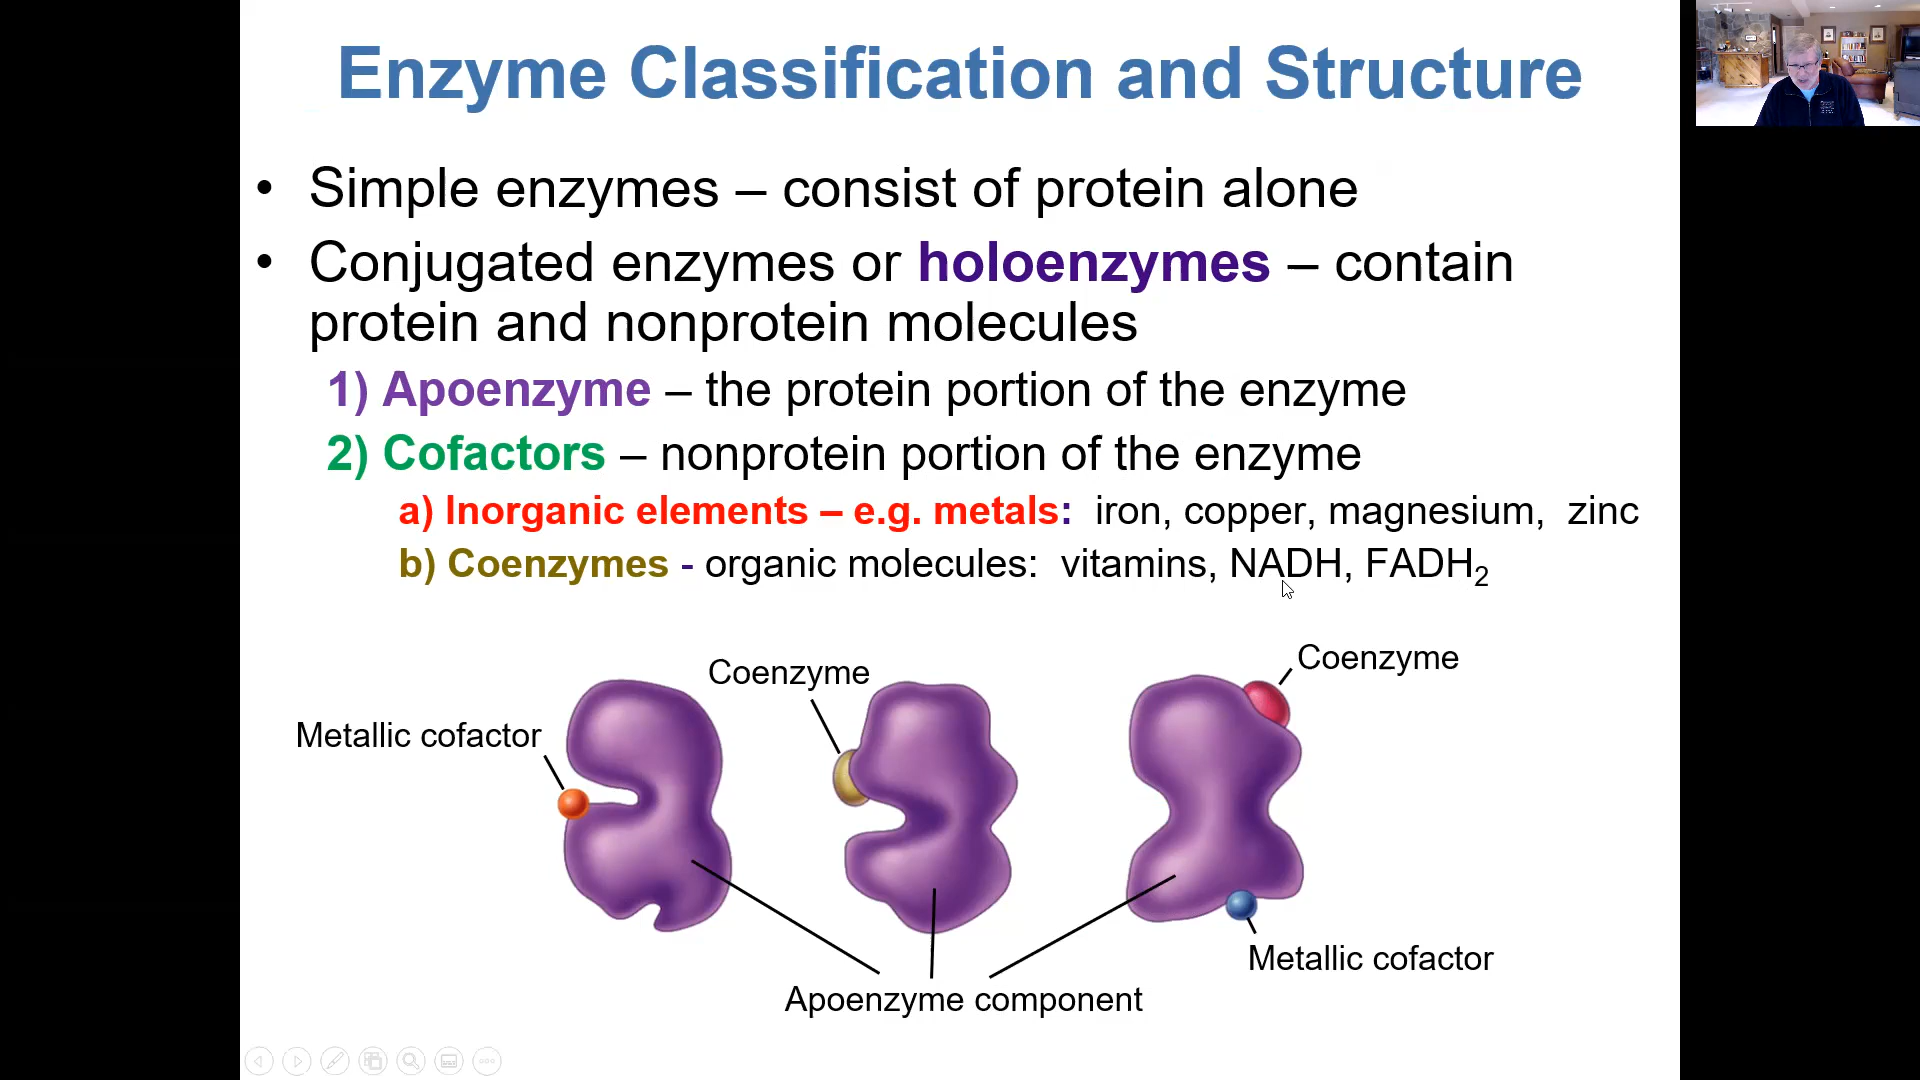 Enzyme Classification and Structure
• Simple enzymes – consist of protein alone
• Conjugated enzymes or holoenzymes – contain
protein and nonprotein molecules
1) Apoenzyme – the protein portion of the enzyme
2) Cofactors – nonprotein portion of the enzyme
a) Inorganic elements – e.g. metals: iron, copper, magnesium, zinc
b) Coenzymes - organic molecules: vitamins, NADH, FADH₂
Coenzyme
Coenzyme
Metallic cofactor
Metallic cofactor
Apoenzyme component